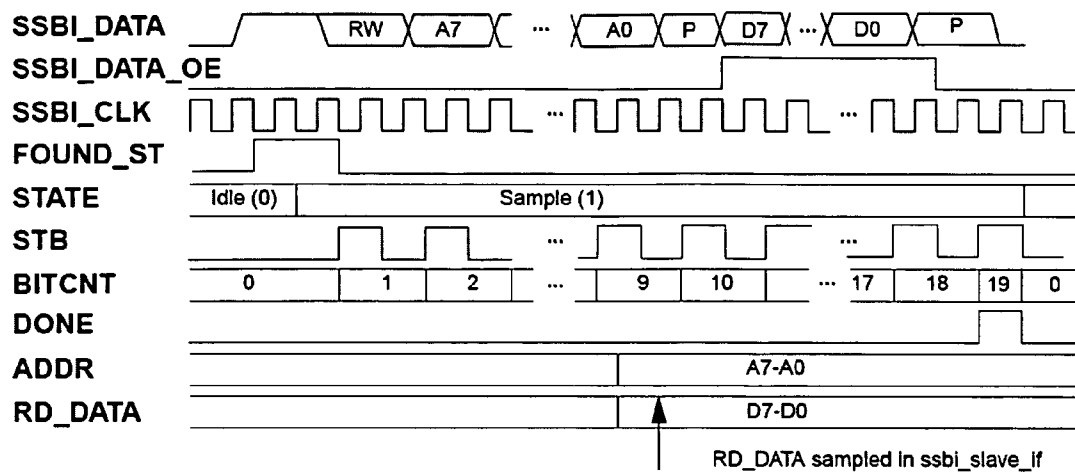 SSBI_DATA RW A7 ... A0 P D7 ... D0 P
SSBI_DATA_OE
SSBI_CLK ... ...
FOUND_ST
STATE Idle (0) Sample (1)
STB ... ...
BITCNT 0 1 2 ... 9 10 ... 17 18 19 0
DONE
ADDR A7-A0
RD_DATA D7-D0
RD_DATA sampled in ssbi_slave_if